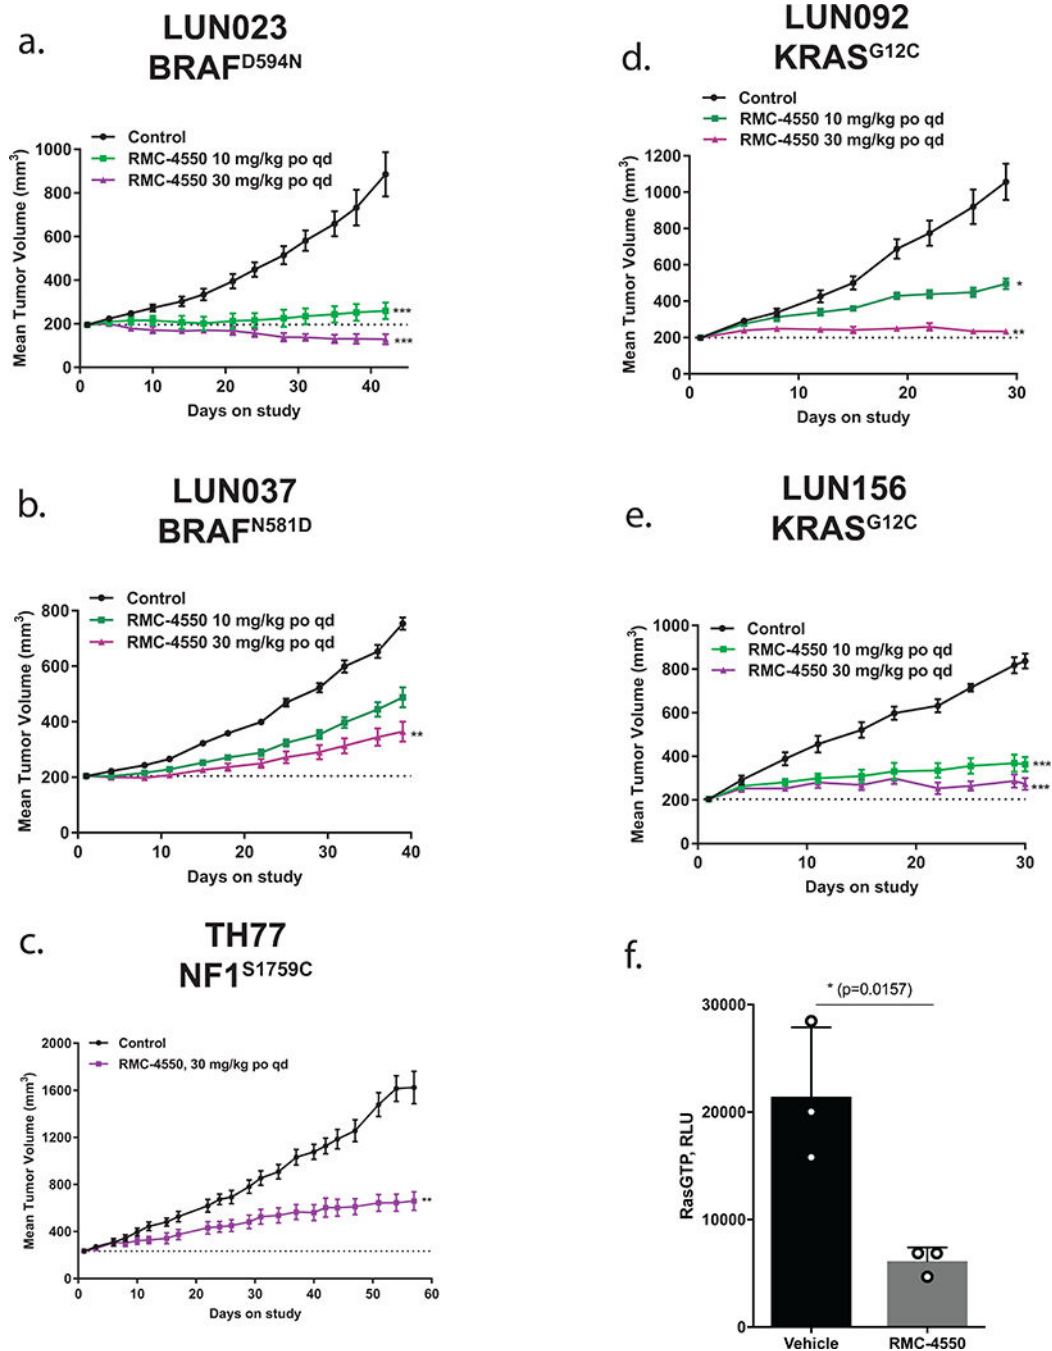 a.
LUN023
BRAFD594N
Control
RMC-4550 10 mg/kg po qd
RMC-4550 30 mg/kg po qd
Mean Tumor Volume (mm3)
1000
800
600
400
200
0
***
***
0 10 20 30 40
Days on study
b.
LUN037
BRAFN581D
Control
RMC-4550 10 mg/kg po qd
RMC-4550 30 mg/kg po qd
Mean Tumor Volume (mm3)
800
600
400
200
0
**
0 10 20 30 40
Days on study
c.
TH77
NF1S1759C
Control
RMC-4550, 30 mg/kg po qd
Mean Tumor Volume (mm3)
2000
1600
1200
800
400
0
**
0 10 20 30 40 50 60
Days on study
d.
LUN092
KRASG12C
Control
RMC-4550 10 mg/kg po qd
RMC-4550 30 mg/kg po qd
Mean Tumor Volume (mm3)
1200
1000
800
600
400
200
0
*
**
0 10 20 30
Days on study
e.
LUN156
KRASG12C
Control
RMC-4550 10 mg/kg po qd
RMC-4550 30 mg/kg po qd
Mean Tumor Volume (mm3)
1000
800
600
400
200
0
***
***
0 10 20 30
Days on study
f.
* (p=0.0157)
RasGTP, RLU
30000
20000
10000
0
Vehicle RMC-4550